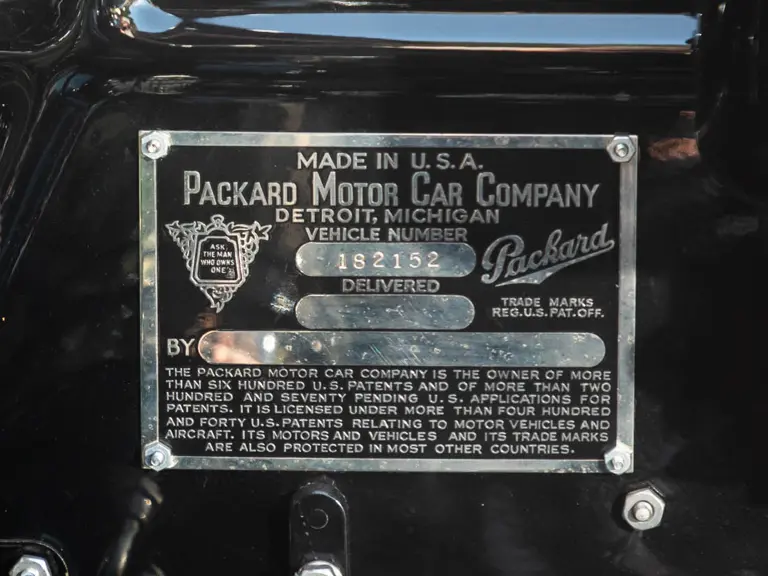 MADE IN U.S.A.
PACKARD MOTOR CAR COMPANY
DETROIT, MICHIGAN
VEHICLE NUMBER
ASK
THE MAN
WHO OWNS
ONE
182152
Packard
DELIVERED
TRADE MARKS
REG. U.S. PAT. OFF.
BY
THE PACKARD MOTOR CAR COMPANY IS THE OWNER OF MORE
THAN SIX HUNDRED U.S. PATENTS AND OF MORE THAN TWO
HUNDRED AND SEVENTY PENDING U.S. APPLICATIONS FOR
PATENTS. IT IS LICENSED UNDER MORE THAN FOUR HUNDRED
AND FORTY U.S. PATENTS RELATING TO MOTOR VEHICLES AND
AIRCRAFT. ITS MOTORS AND VEHICLES AND ITS TRADE MARKS
ARE ALSO PROTECTED IN MOST OTHER COUNTRIES.